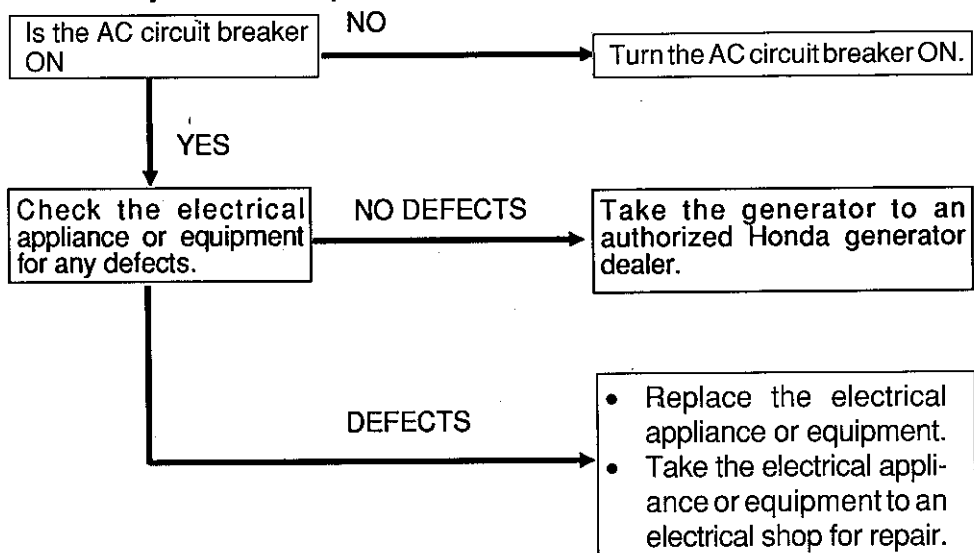 Is the AC circuit breaker
ON
NO
Turn the AC circuit breaker ON.
YES
Check the electrical
appliance or equipment
for any defects.
NO DEFECTS
Take the generator to an
authorized Honda generator
dealer.
DEFECTS
• Replace the electrical
appliance or equipment.
• Take the electrical appli-
ance or equipment to an
electrical shop for repair.